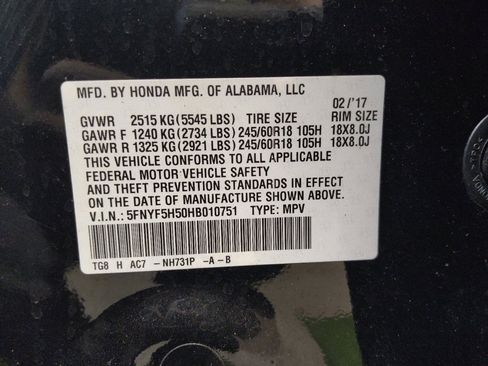 MFD. BY HONDA MFG. OF ALABAMA, LLC
02/'17
GVWR 2515 KG (5545 LBS) TIRE SIZE RIM SIZE
GAWR F 1240 KG (2734 LBS) 245/60R18 105H 18X8.0J
GAWR R 1325 KG (2921 LBS) 245/60R18 105H 18X8.0J
THIS VEHICLE CONFORMS TO ALL APPLICABLE
FEDERAL MOTOR VEHICLE SAFETY
AND THEFT PREVENTION STANDARDS IN EFFECT
ON THE DATE OF MANUFACTURE SHOWN ABOVE.
V.I.N.: 5FNYF5H50HB010751 TYPE: MPV
TG8 H AC7 -NH731P -A-B